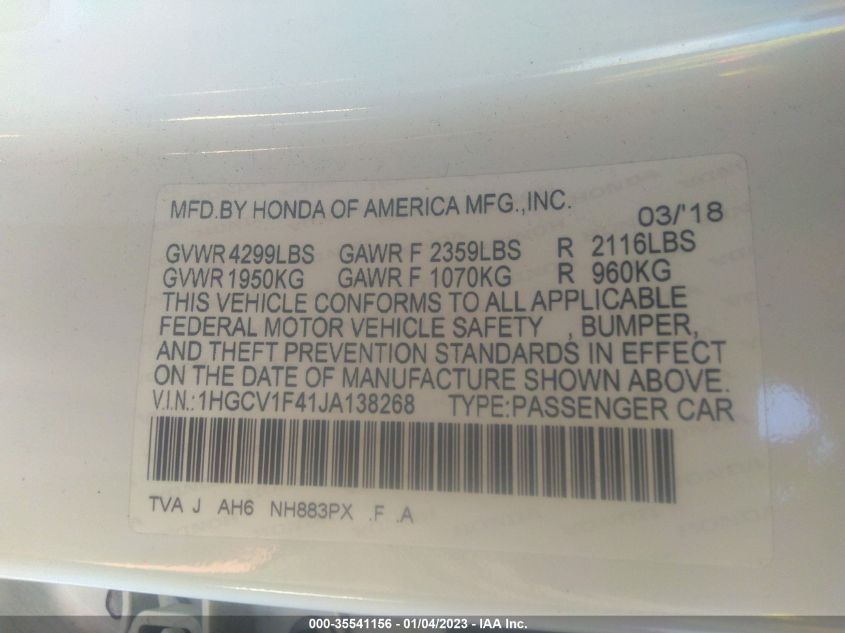 MFD.BY HONDA OF AMERICA MFG.,INC. 03/'18
GVWR 4299LBS GAWR F 2359LBS R 2116LBS
GVWR 1950KG GAWR F 1070KG R 960KG
THIS VEHICLE CONFORMS TO ALL APPLICABLE
FEDERAL MOTOR VEHICLE SAFETY , BUMPER,
AND THEFT PREVENTION STANDARDS IN EFFECT
ON THE DATE OF MANUFACTURE SHOWN ABOVE.
V.I.N.:1HGCV1F41JA138268 TYPE:PASSENGER CAR
TVA J AH6 NH883PX .F .A
000-35541156 - 01/04/2023 - IAA Inc.